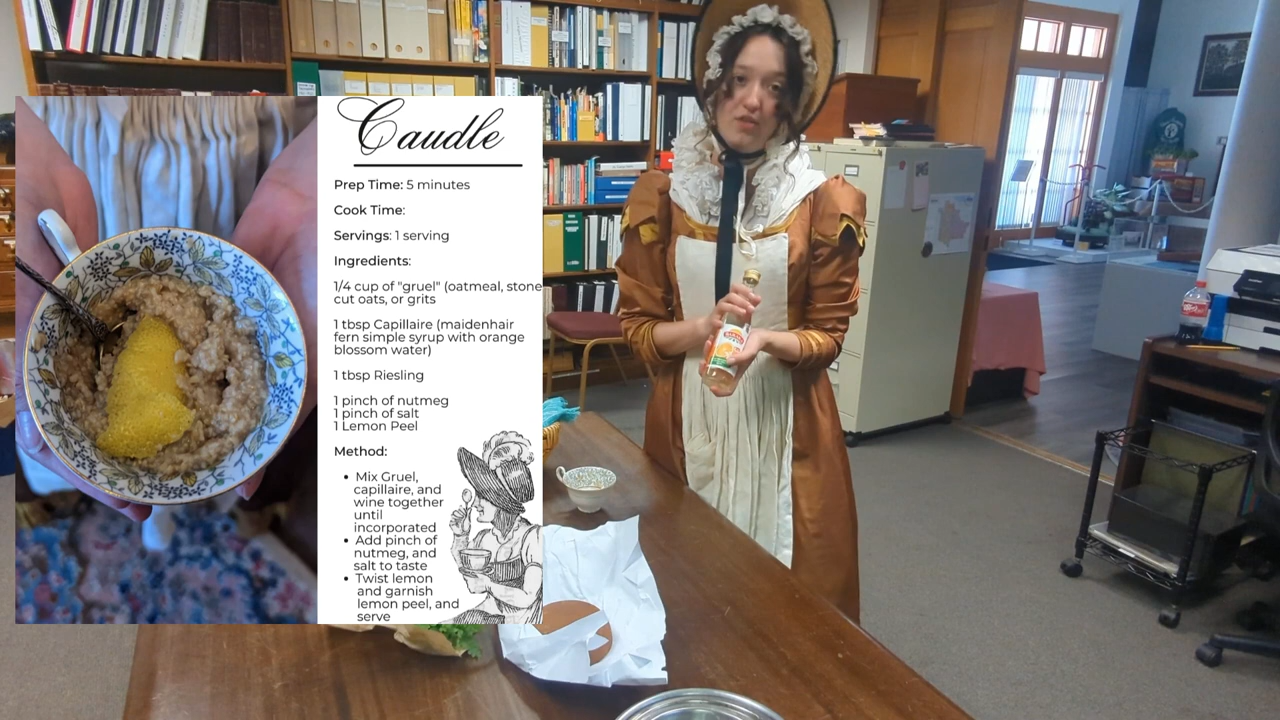 Caudle
Prep Time: 5 minutes
Cook Time:
Servings: 1 serving
Ingredients:
1/4 cup of "gruel" (oatmeal, stone
cut oats, or grits
1 tbsp Capillaire (maidenhair
fern simple syrup with orange
blossom water)
1 tbsp Riesling
1 pinch of nutmeg
1 pinch of salt
1 Lemon Peel
Method:
• Mix Gruel,
capillaire, and
wine together
until
incorporated
• Add pinch of
nutmeg, and
salt to taste
• Twist lemon
and garnish
lemon peel, and
serve